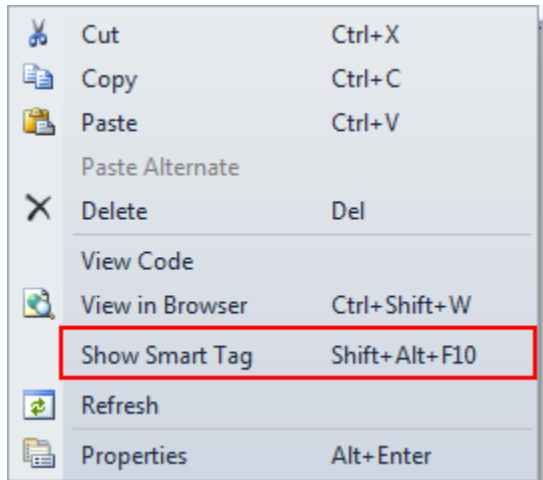 Cut Ctrl+X
Copy Ctrl+C
Paste Ctrl+V
Paste Alternate
Delete Del
View Code
View in Browser Ctrl+Shift+W
Show Smart Tag Shift+Alt+F10
Refresh
Properties Alt+Enter